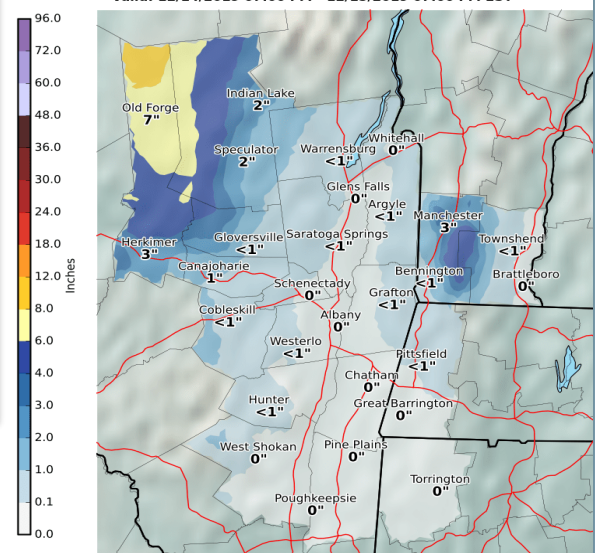 96.0
72.0
60.0
48.0
36.0
30.0
24.0
18.0
12.0
8.0
6.0
4.0
3.0
2.0
1.0
0.1
0.0
Inches
Old Forge
7"
Indian Lake
2"
Speculator
2"
Warrensburg
<1"
Whitehall
0"
Glens Falls
0"
Argyle
<1"
Manchester
3"
Townshend
<1"
Herkimer
3"
Gloversville
<1"
Saratoga Springs
<1"
Canajoharie
1"
Bennington
<1"
Brattleboro
0"
Schenectady
0"
Grafton
<1"
Cobleskill
<1"
Albany
0"
Westerlo
<1"
Pittsfield
<1"
Chatham
0"
Hunter
<1"
Great Barrington
0"
West Shokan
0"
Pine Plains
0"
Torrington
0"
Poughkeepsie
0"